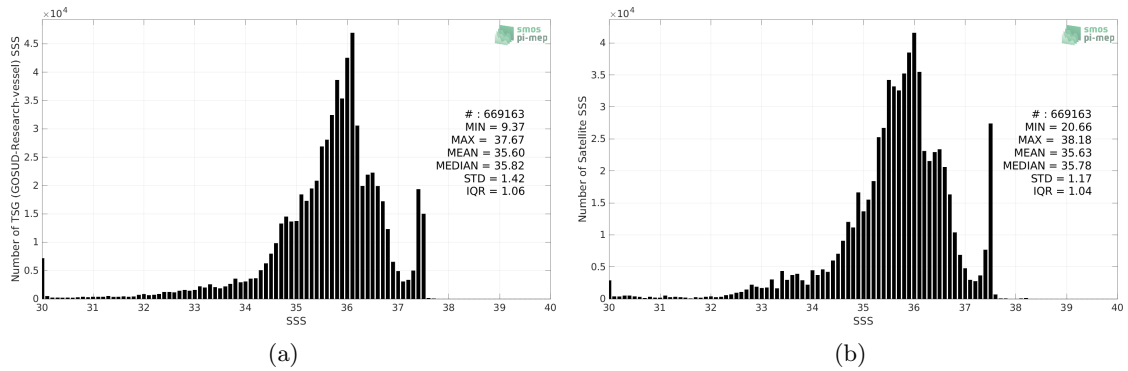 ×10⁴
smos
pi-mep
Number of TSG (GOSUD-Research-vessel) SSS
4.5
4
3.5
3
2.5
2
1.5
1
0.5
0
# : 669163
MIN = 9.37
MAX = 37.67
MEAN = 35.60
MEDIAN = 35.82
STD = 1.42
IQR = 1.06
30 31 32 33 34 35 36 37 38 39 40
SSS
(a)
×10⁴
smos
pi-mep
Number of Satellite SSS
4
3.5
3
2.5
2
1.5
1
0.5
0
# : 669163
MIN = 20.66
MAX = 38.18
MEAN = 35.63
MEDIAN = 35.78
STD = 1.17
IQR = 1.04
30 31 32 33 34 35 36 37 38 39 40
SSS
(b)